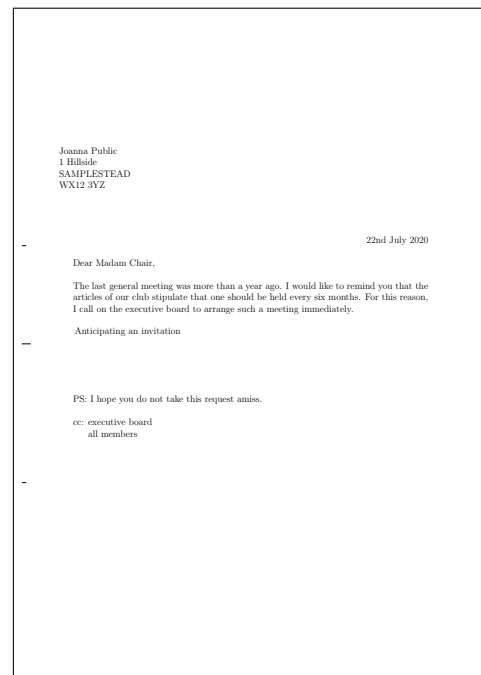 Joanna Public
1 Hillside
SAMPLESTEAD
WX12 3YZ
22nd July 2020
Dear Madam Chair,
The last general meeting was more than a year ago. I would like to remind you that the
articles of our club stipulate that one should be held every six months. For this reason,
I call on the executive board to arrange such a meeting immediately.
Anticipating an invitation
PS: I hope you do not take this request amiss.
cc: executive board
all members